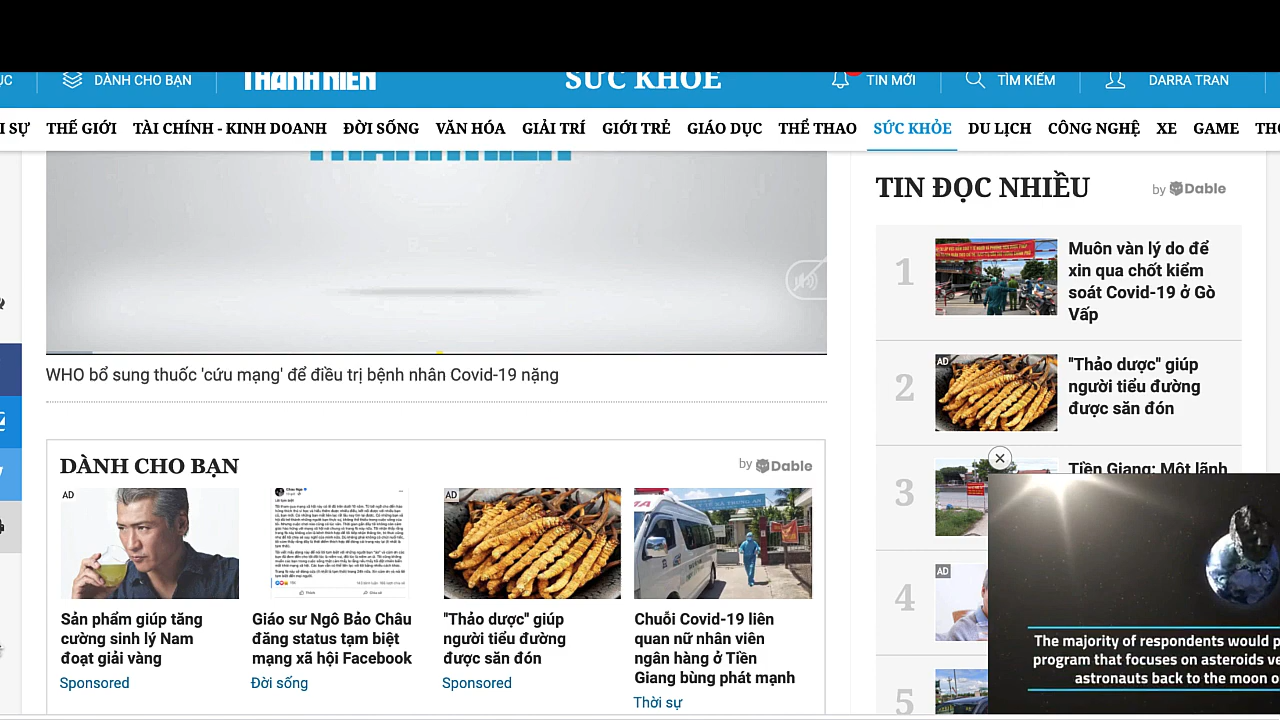 DÀNH CHO BẠN
THANH NIÊN
SỨC KHỎE
TIN MỚI
TÌM KIẾM
DARRA TRAN
I SỰ THẾ GIỚI TÀI CHÍNH - KINH DOANH ĐỜI SỐNG VĂN HÓA GIẢI TRÍ GIỚI TRẺ GIÁO DỤC THỂ THAO SỨC KHỎE DU LỊCH CÔNG NGHỆ XE GAME
WHO bổ sung thuốc 'cứu mạng' để điều trị bệnh nhân Covid-19 nặng
DÀNH CHO BẠN
by Dable
AD
Sản phẩm giúp tăng
cường sinh lý Nam
đoạt giải vàng
Sponsored
Giáo sư Ngô Bảo Châu
đăng status tạm biệt
mạng xã hội Facebook
Đời sống
AD
"Thảo dược" giúp
người tiểu đường
được săn đón
Sponsored
Chuỗi Covid-19 liên
quan nữ nhân viên
ngân hàng ở Tiền
Giang bùng phát mạnh
Thời sự
TIN ĐỌC NHIỀU
by Dable
1
Muôn vàn lý do để
xin qua chốt kiểm
soát Covid-19 ở Gò
Vấp
2
AD
"Thảo dược" giúp
người tiểu đường
được săn đón
3
Tiền Giang: Một lãnh
4
AD
5
The majority of respondents would
program that focuses on asteroids
astronauts back to the moon